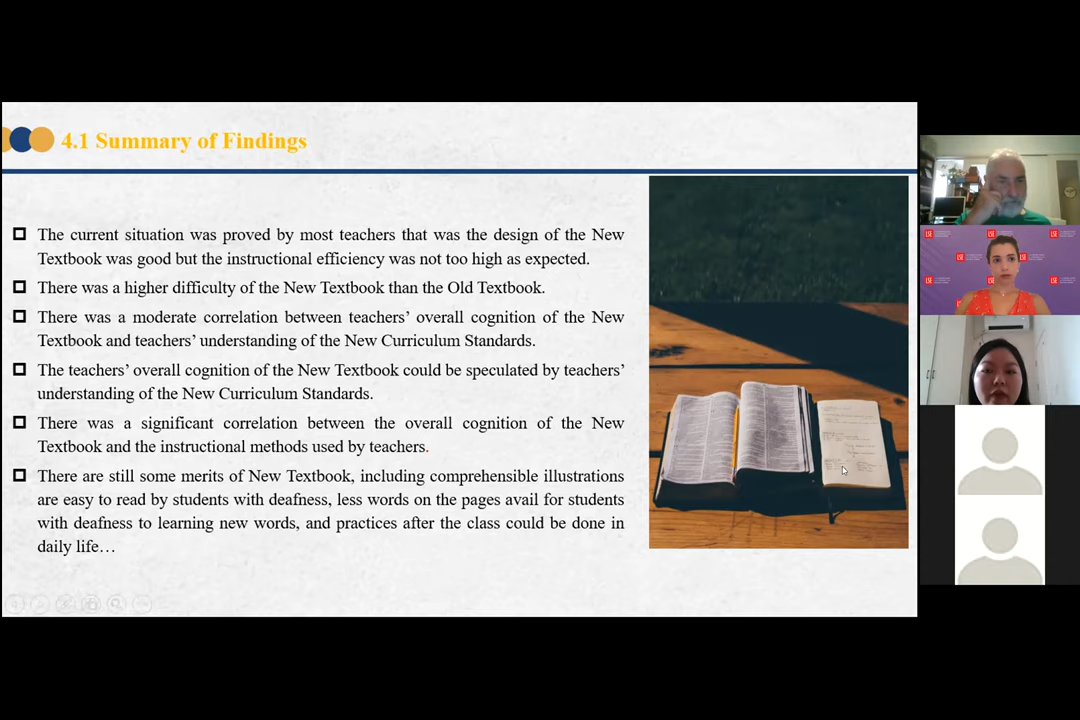 4.1 Summary of Findings
The current situation was proved by most teachers that was the design of the New
Textbook was good but the instructional efficiency was not too high as expected.
There was a higher difficulty of the New Textbook than the Old Textbook.
There was a moderate correlation between teachers' overall cognition of the New
Textbook and teachers' understanding of the New Curriculum Standards.
The teachers' overall cognition of the New Textbook could be speculated by teachers'
understanding of the New Curriculum Standards.
There was a significant correlation between the overall cognition of the New
Textbook and the instructional methods used by teachers.
There are still some merits of New Textbook, including comprehensible illustrations
are easy to read by students with deafness, less words on the pages avail for students
with deafness to learning new words, and practices after the class could be done in
daily life…
LSE
LSE
LSE
LSE
LSE
LSE